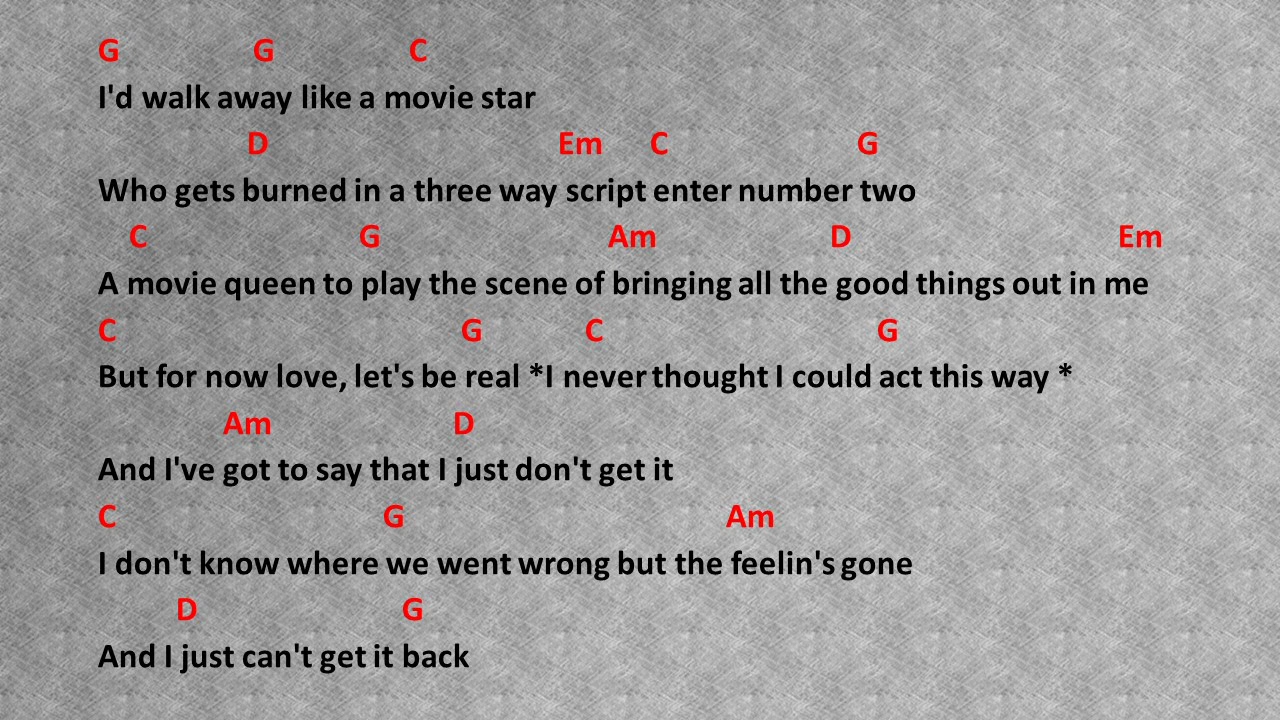 G G C
I'd walk away like a movie star
D Em C G
Who gets burned in a three way script enter number two
C G Am D Em
A movie queen to play the scene of bringing all the good things out in me
C G C G
But for now love, let's be real *I never thought I could act this way *
Am D
And I've got to say that I just don't get it
C G Am
I don't know where we went wrong but the feelin's gone
D G
And I just can't get it back